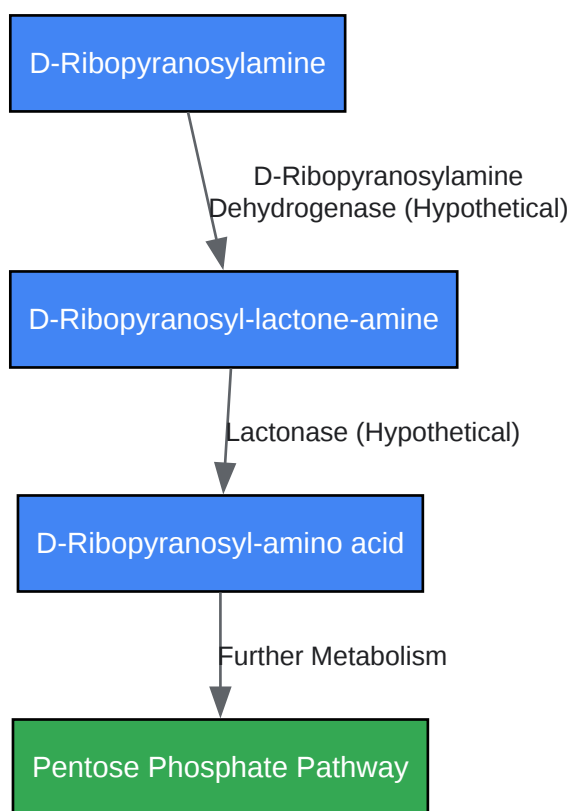 D-Ribopyranosylamine
D-Ribopyranosylamine
Dehydrogenase (Hypothetical)
D-Ribopyranosyl-lactone-amine
Lactonase (Hypothetical)
D-Ribopyranosyl-amino acid
Further Metabolism
Pentose Phosphate Pathway